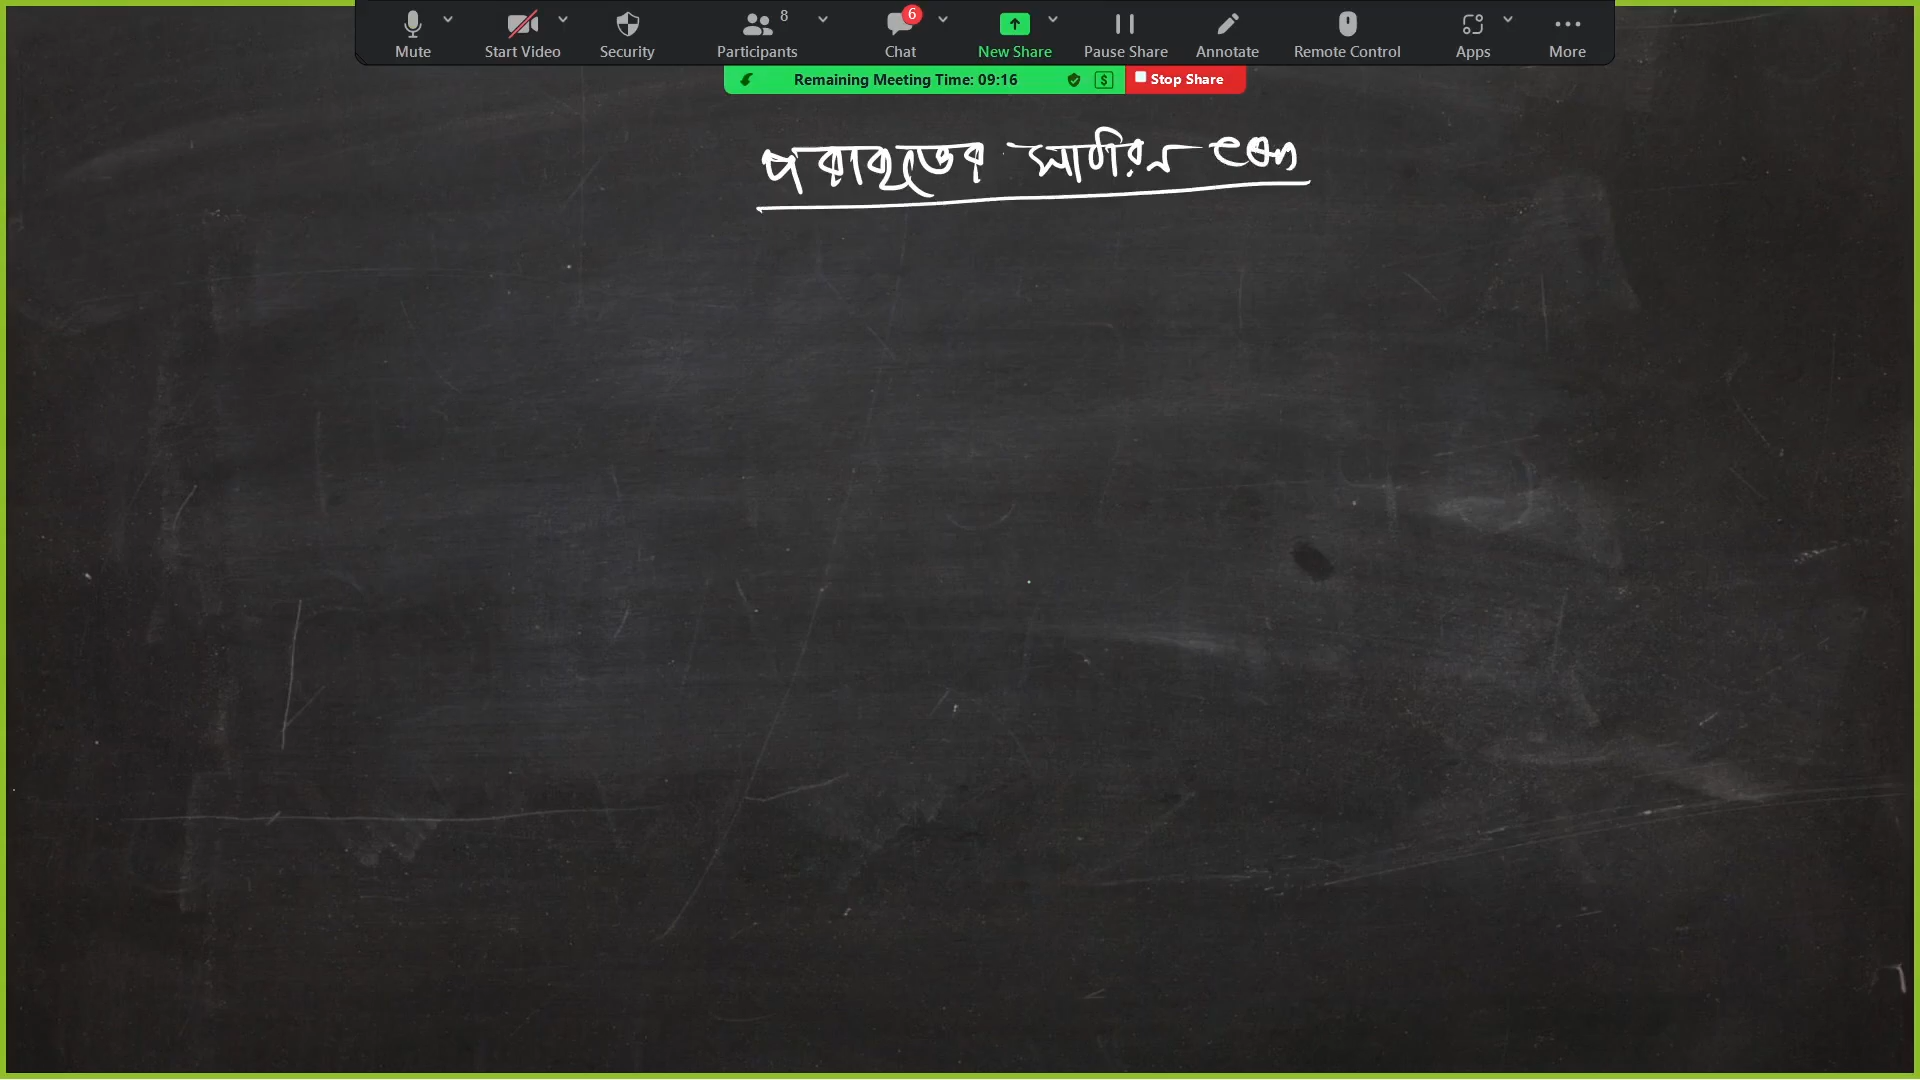 Mute
Start Video
Security
Participants
8
Chat
6
New Share
Pause Share
Annotate
Remote Control
Apps
More
Remaining Meeting Time: 09:16
Stop Share
পরাবৃত্তের সাধারণ